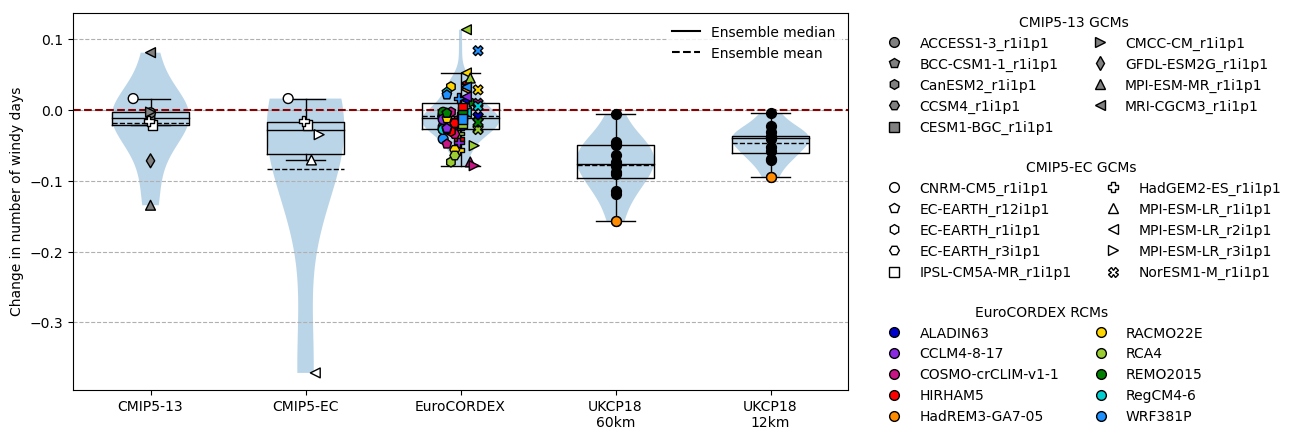 Change in number of windy days
0.1
0.0
−0.1
−0.2
−0.3
CMIP5-13
CMIP5-EC
EuroCORDEX
UKCP18
60km
UKCP18
12km
Ensemble median
Ensemble mean
CMIP5-13 GCMs
ACCESS1-3_r1i1p1
BCC-CSM1-1_r1i1p1
CanESM2_r1i1p1
CCSM4_r1i1p1
CESM1-BGC_r1i1p1
CMCC-CM_r1i1p1
GFDL-ESM2G_r1i1p1
MPI-ESM-MR_r1i1p1
MRI-CGCM3_r1i1p1
CMIP5-EC GCMs
CNRM-CM5_r1i1p1
EC-EARTH_r12i1p1
EC-EARTH_r1i1p1
EC-EARTH_r3i1p1
IPSL-CM5A-MR_r1i1p1
HadGEM2-ES_r1i1p1
MPI-ESM-LR_r1i1p1
MPI-ESM-LR_r2i1p1
MPI-ESM-LR_r3i1p1
NorESM1-M_r1i1p1
EuroCORDEX RCMs
ALADIN63
CCLM4-8-17
COSMO-crCLIM-v1-1
HIRHAM5
HadREM3-GA7-05
RACMO22E
RCA4
REMO2015
RegCM4-6
WRF381P